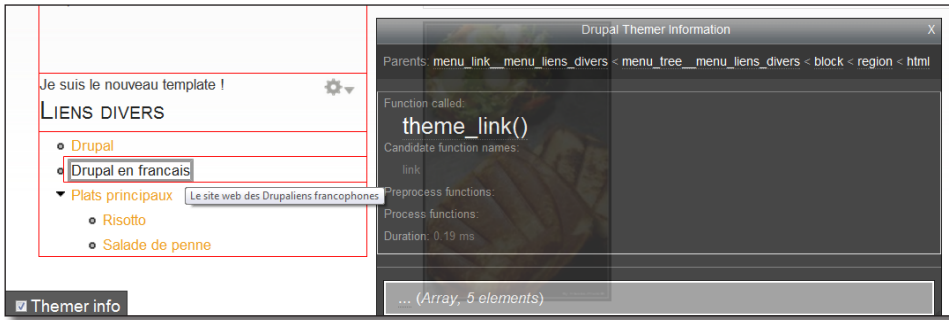 Je suis le nouveau template !
LIENS DIVERS
Drupal
Drupal en francais
Le site web des Drupaliens francophones
Plats principaux
Risotto
Salade de penne
Themer info
Drupal Themer Information X
Parents: menu_link__menu_liens_divers < menu_tree__menu_liens_divers < block < region < html
Function called:
theme_link()
Candidate function names:
link
Preprocess functions:
Process functions:
Duration: 0.19 ms
... (Array, 5 elements)